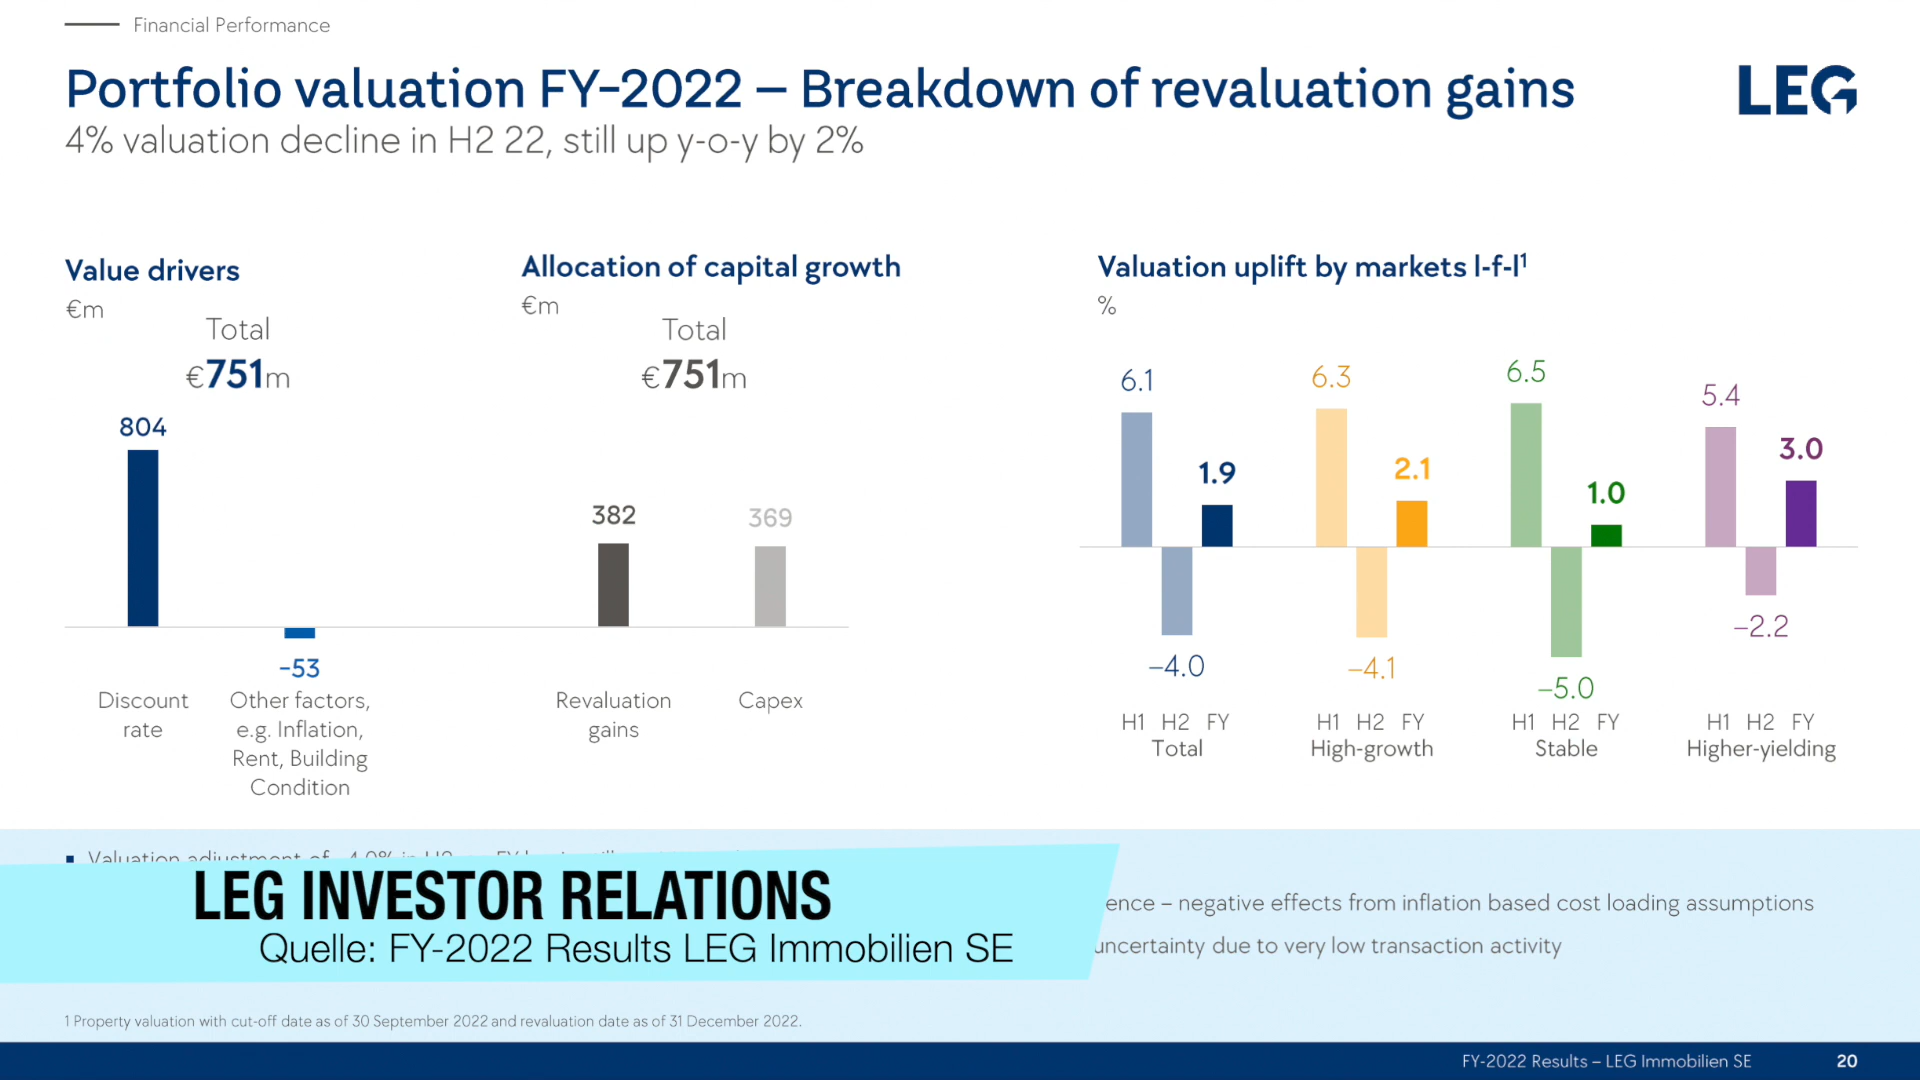 Financial Performance
Portfolio valuation FY-2022 – Breakdown of revaluation gains
LEG
4% valuation decline in H2 22, still up y-o-y by 2%
Value drivers
€m
Total
€751m
804
-53
Discount
rate
Other factors,
e.g. Inflation,
Rent, Building
Condition
Allocation of capital growth
€m
Total
€751m
382
369
Revaluation
gains
Capex
Valuation uplift by markets l-f-l1
%
6.1
1.9
–4.0
6.3
2.1
–4.1
6.5
1.0
–5.0
5.4
3.0
–2.2
H1 H2 FY
Total
H1 H2 FY
High-growth
H1 H2 FY
Stable
H1 H2 FY
Higher-yielding
Valuation adjustment of
LEG INVESTOR RELATIONS
Quelle: FY-2022 Results LEG Immobilien SE
– negative effects from inflation based cost loading assumptions
uncertainty due to very low transaction activity
1 Property valuation with cut-off date as of 30 September 2022 and revaluation date as of 31 December 2022.
FY-2022 Results – LEG Immobilien SE 20